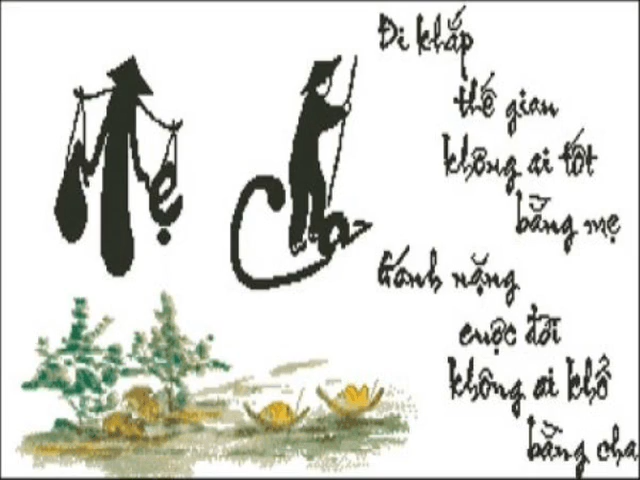 Mẹ Cha
Đi khắp
thế gian
không ai tốt
bằng mẹ
Gánh nặng
cuộc đời
không ai khổ
bằng cha